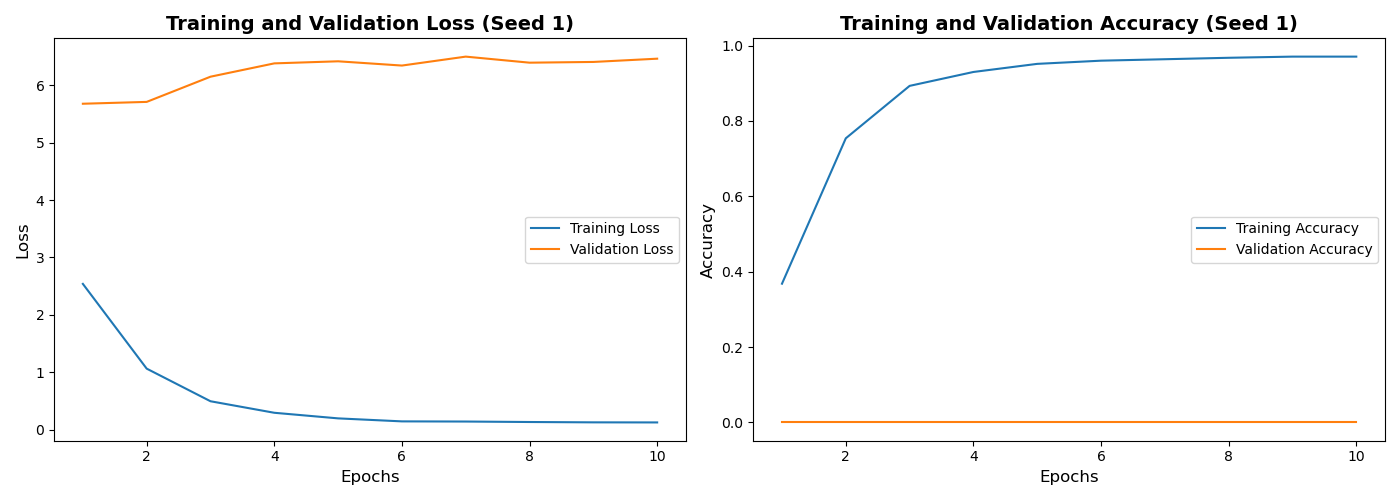 Training and Validation Loss (Seed 1)
Loss
6
5
4
3
2
1
0
Training Loss
Validation Loss
2 4 6 8 10
Epochs
Training and Validation Accuracy (Seed 1)
Accuracy
1.0
0.8
0.6
0.4
0.2
0.0
Training Accuracy
Validation Accuracy
2 4 6 8 10
Epochs